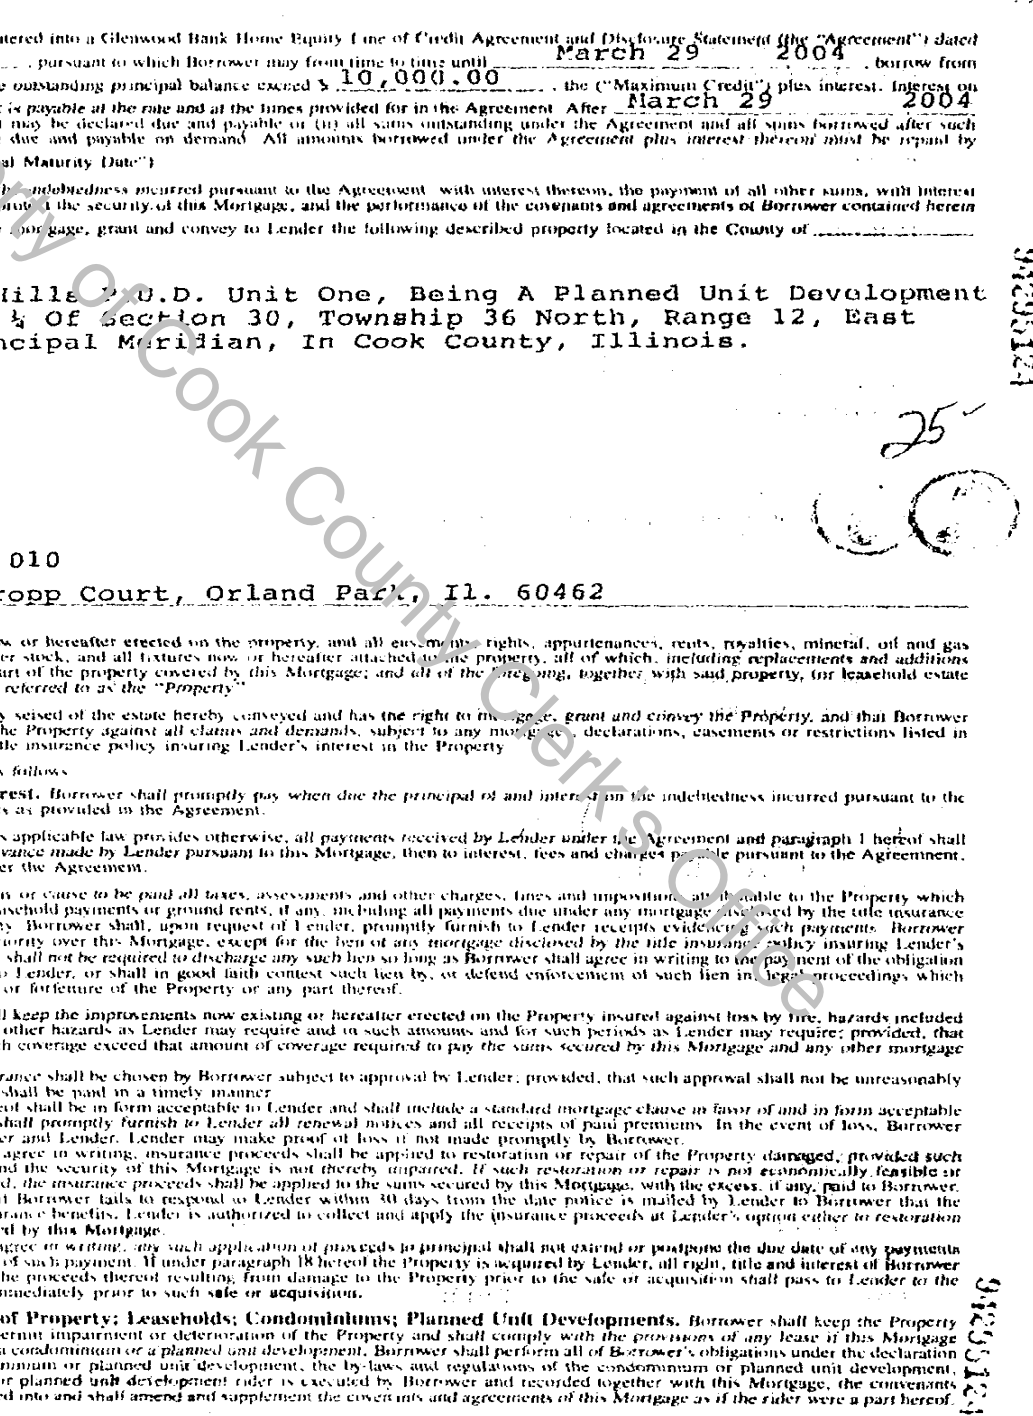 ntered into a Glenwood Bank Home Equity Line of Credit Agreement and Disclosure Statement (the "Agreement") dated
, pursuant to which Borrower may from time to time until March 29 2004, borrow from
e outstanding principal balance exceed $ 10,000.00, the ("Maximum Credit") plus interest. Interest on
is payable at the rate and at the times provided for in the Agreement. After March 29 2004
t may be declared due and payable or (ii) all sums outstanding under the Agreement and all sums borrowed after such
due and payable on demand. All amounts borrowed under the Agreement plus interest thereon must be repaid by
al Maturity Date")
indebtedness incurred pursuant to the Agreement, with interest thereon, the payment of all other sums, with interest
protect the security of this Mortgage, and the performance of the covenants and agreements of Borrower contained herein
mortgage, grant and convey to Lender the following described property located in the County of
Hills P.U.D. Unit One, Being A Planned Unit Development
¼ Of Section 30, Township 36 North, Range 12, East
ncipal Meridian, In Cook County, Illinois.
94285124
25
010
ropp Court, Orland Park, Il. 60462
w or hereafter erected on the property, and all easements, rights, appurtenances, rents, royalties, mineral, oil and gas
er stock, and all fixtures now or hereafter attached to the property, all of which, including replacements and additions
art of the property covered by this Mortgage; and all of the foregoing, together with said property, (or leasehold estate
referred to as the "Property"
y seised of the estate hereby conveyed and has the right to mortgage, grant and convey the Property, and that Borrower
he Property against all claims and demands, subject to any mortgages, declarations, easements or restrictions listed in
tle insurance policy insuring Lender's interest in the Property
s follows
rest. Borrower shall promptly pay when due the principal of and interest on the indebtedness incurred pursuant to the
s as provided in the Agreement.
s applicable law provides otherwise, all payments received by Lender under the Agreement and paragraph 1 hereof shall
vance made by Lender pursuant to this Mortgage, then to interest, fees and charges payable pursuant to the Agreement,
er the Agreement.
y or cause to be paid all taxes, assessments and other charges, fines and impositions attributable to the Property which
asehold payments or ground rents, if any, including all payments due under any mortgage disclosed by the title insurance
y. Borrower shall, upon request of Lender, promptly furnish to Lender receipts evidencing such payments. Borrower
iority over this Mortgage, except for the lien of any mortgage disclosed by the title insurance policy insuring Lender's
shall not be required to discharge any such lien so long as Borrower shall agree in writing to the payment of the obligation
o Lender, or shall in good faith contest such lien by, or defend enforcement of such lien in, legal proceedings which
or forfeiture of the Property or any part thereof.
ll keep the improvements now existing or hereafter erected on the Property insured against loss by fire, hazards included
other hazards as Lender may require and in such amounts and for such periods as Lender may require; provided, that
h coverage exceed that amount of coverage required to pay the sums secured by this Mortgage and any other mortgage
rance shall be chosen by Borrower subject to approval by Lender; provided, that such approval shall not be unreasonably
shall be paid in a timely manner
eof shall be in form acceptable to Lender and shall include a standard mortgage clause in favor of and in form acceptable
shall promptly furnish to Lender all renewal notices and all receipts of paid premiums. In the event of loss, Borrower
er and Lender. Lender may make proof of loss if not made promptly by Borrower.
agree in writing, insurance proceeds shall be applied to restoration or repair of the Property damaged, provided such
nd the security of this Mortgage is not thereby impaired. If such restoration or repair is not economically feasible or
d, the insurance proceeds shall be applied to the sums secured by this Mortgage, with the excess, if any, paid to Borrower.
if Borrower fails to respond to Lender within 30 days from the date notice is mailed by Lender to Borrower that the
rance benefits, Lender is authorized to collect and apply the insurance proceeds at Lender's option either to restoration
ed by this Mortgage.
agree in writing, any such application of proceeds to principal shall not extend or postpone the due date of any payments
of such payment. If under paragraph 18 hereof the Property is acquired by Lender, all right, title and interest of Borrower
he proceeds thereof resulting from damage to the Property prior to the sale or acquisition shall pass to Lender to the
mmediately prior to such sale or acquisition.
of Property; Leaseholds; Condominiums; Planned Unit Developments. Borrower shall keep the Property
ermit impairment or deterioration of the Property and shall comply with the provisions of any lease if this Mortgage
a condominium or a planned unit development, Borrower shall perform all of Borrower's obligations under the declaration
minium or planned unit development, the by-laws and regulations of the condominium or planned unit development,
or planned unit development rider is executed by Borrower and recorded together with this Mortgage, the convenants
ed into and shall amend and supplement the covenants and agreements of this Mortgage as if the rider were a part hereof.
94285124
erty of Cook County Clerk's Office